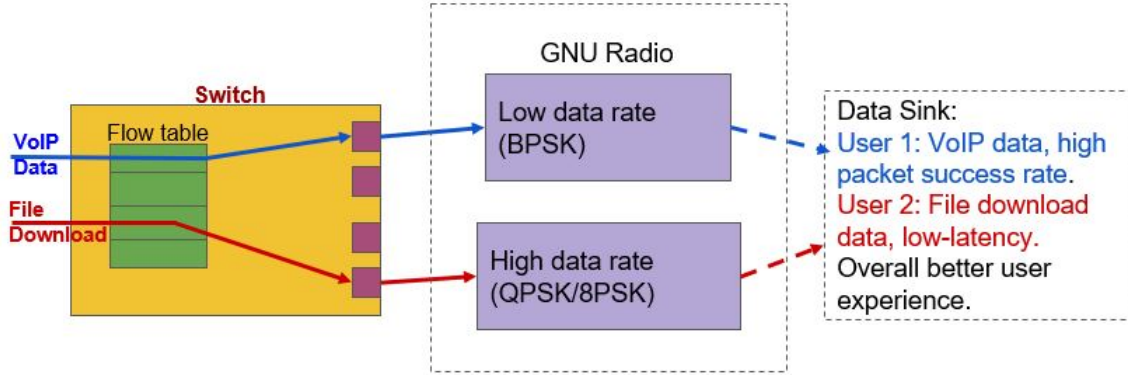 GNU Radio
Switch
Flow table
VoIP
Data
File
Download
Low data rate
(BPSK)
High data rate
(QPSK/8PSK)
Data Sink:
User 1: VoIP data, high
packet success rate.
User 2: File download
data, low-latency.
Overall better user
experience.